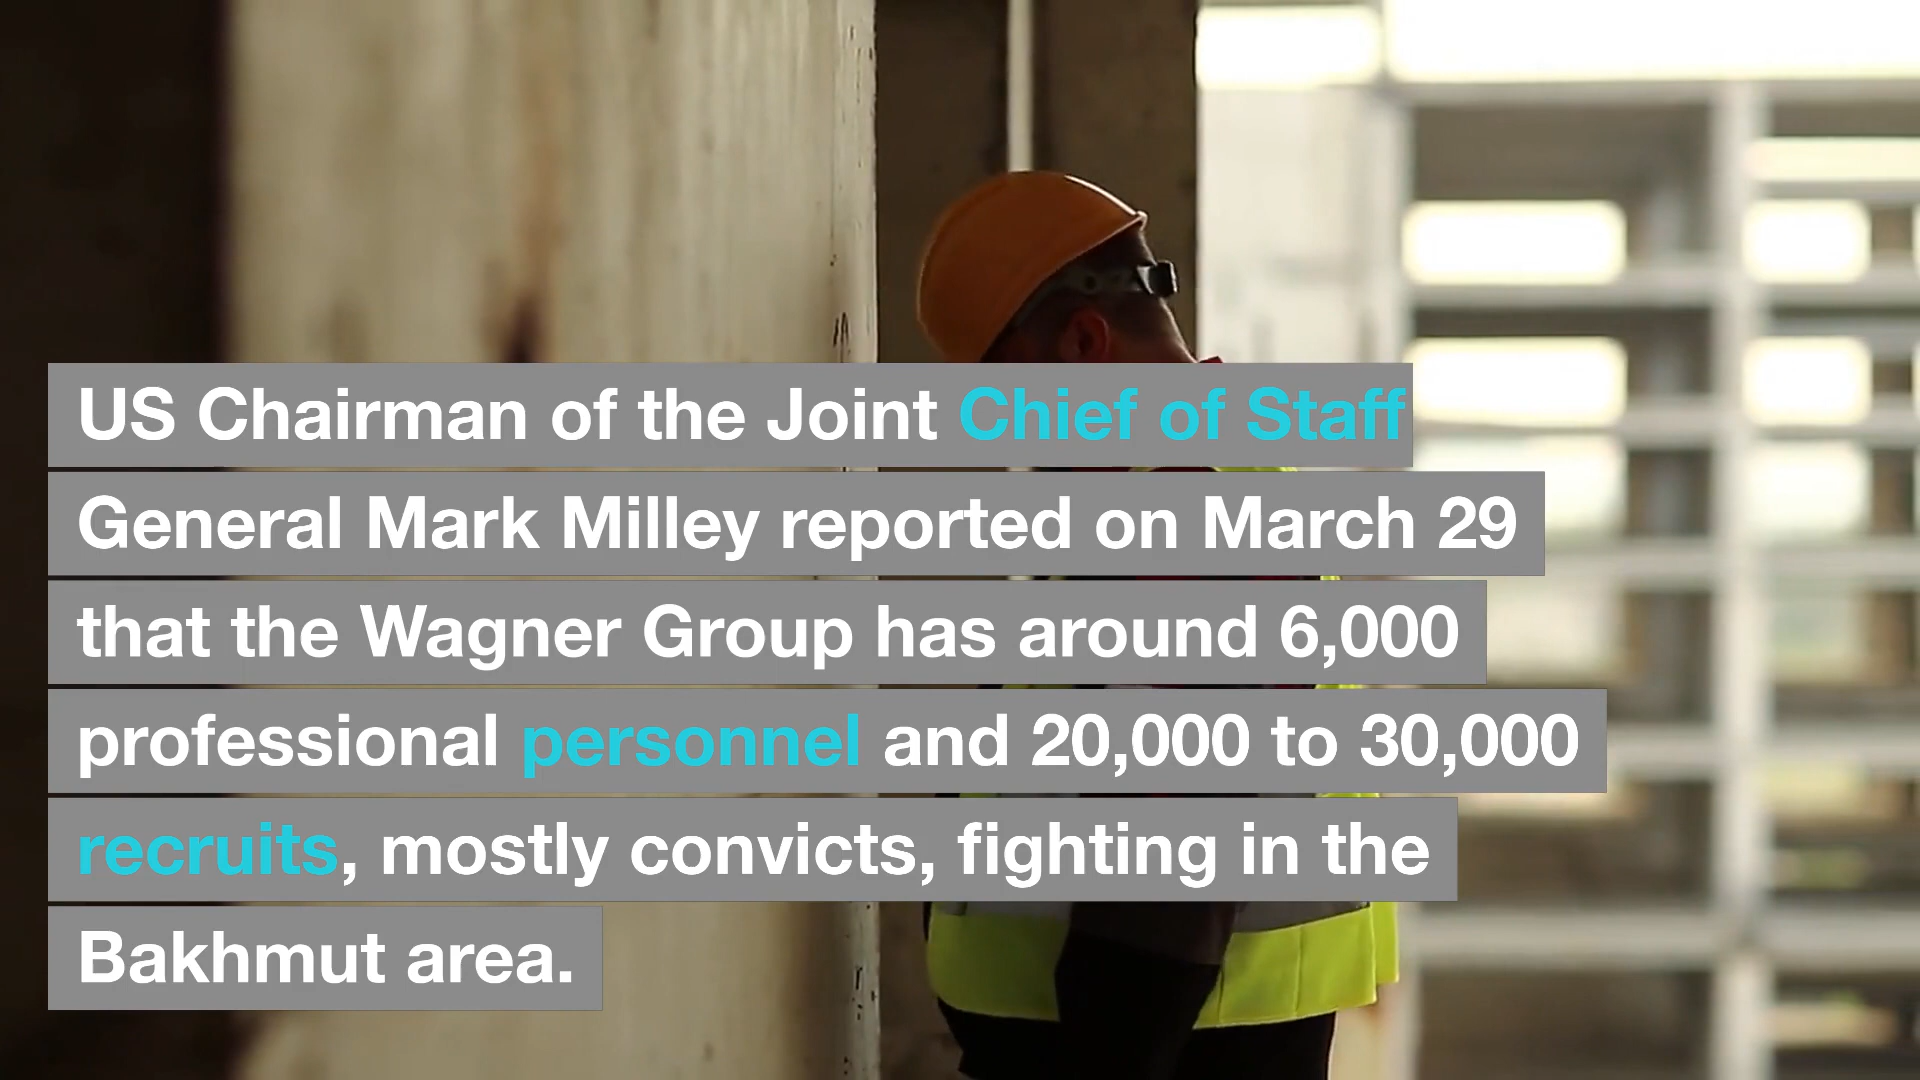 US Chairman of the Joint Chief of Staff
General Mark Milley reported on March 29
that the Wagner Group has around 6,000
professional personnel and 20,000 to 30,000
recruits, mostly convicts, fighting in the
Bakhmut area.